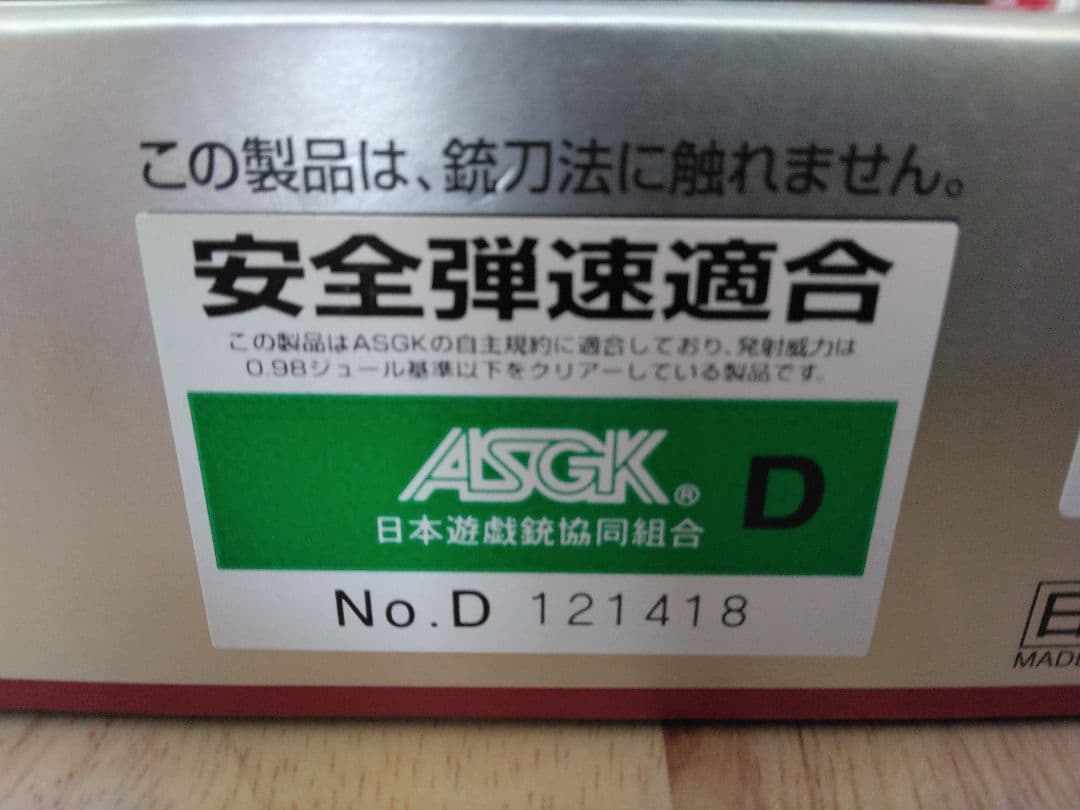 この製品は、銃刀法に触れません。
安全弾速適合
この製品はASGKの自主規約に適合しており、発射威力は
0.98ジュール基準以下をクリアーしている製品です。
ASGK® D
日本遊戯銃協同組合
No.D 121418
MADE